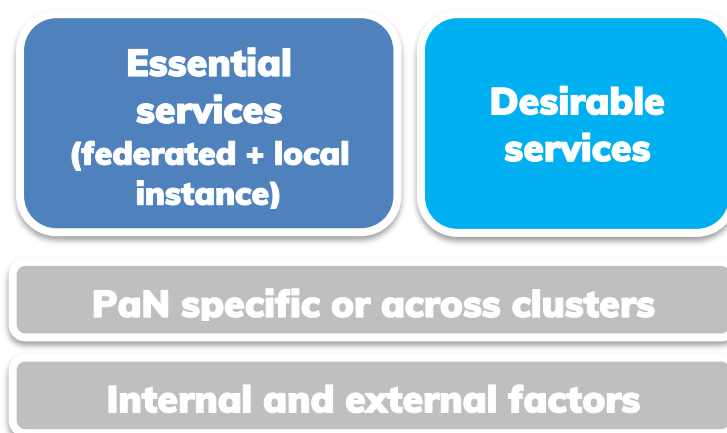 Essential
services
(federated + local
instance)
Desirable
services
PaN specific or across clusters
Internal and external factors